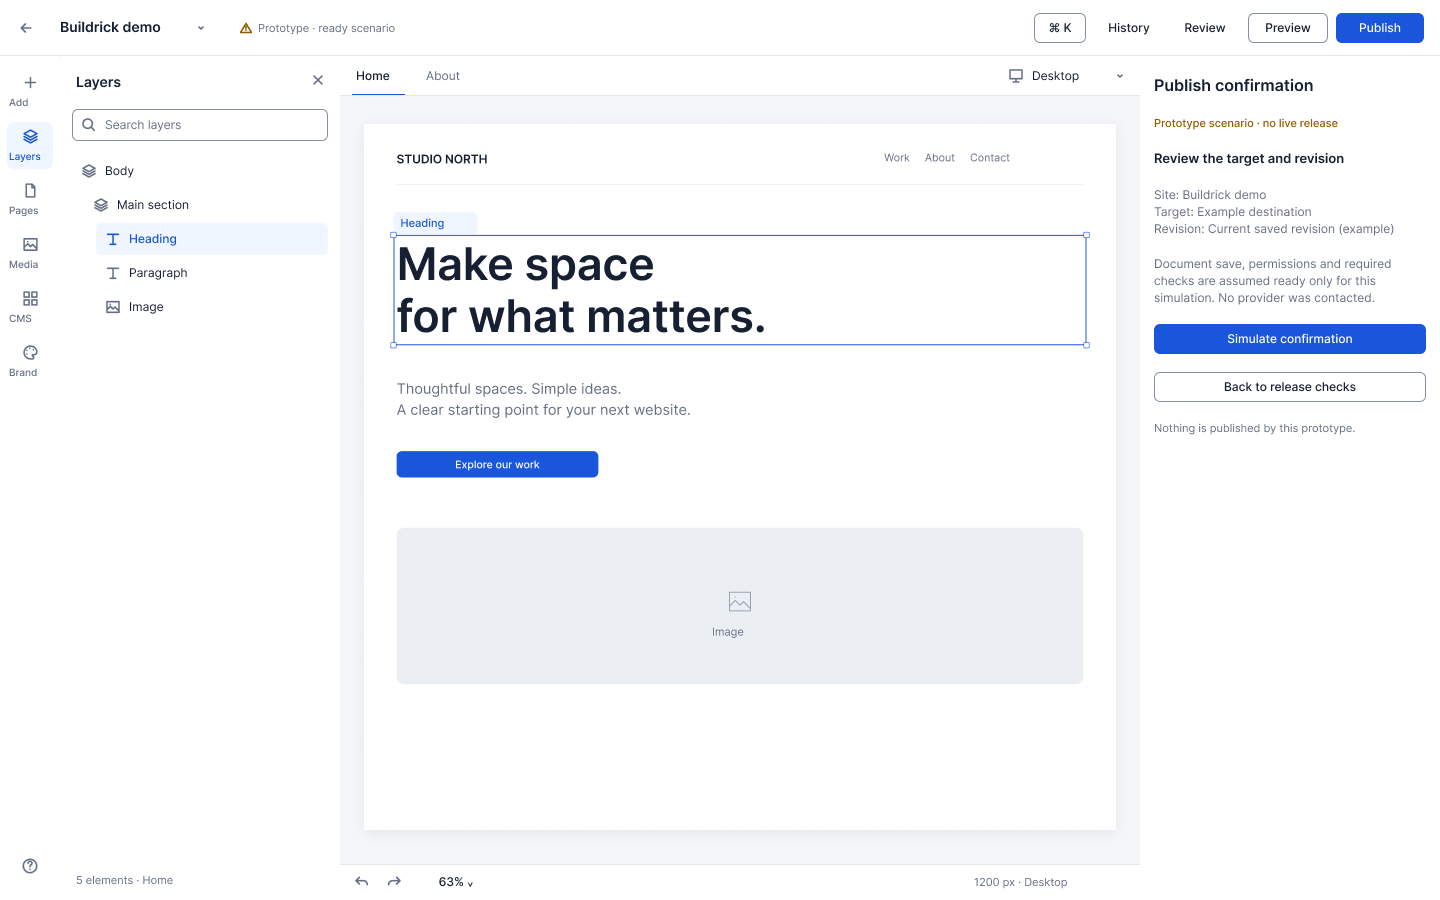 Buildrick demo
Prototype · ready scenario
⌘ K
History
Review
Preview
Publish
Add
Layers
Pages
Media
CMS
Brand
Layers
Search layers
Body
Main section
Heading
Paragraph
Image
5 elements · Home
Home
About
Desktop
STUDIO NORTH
Work
About
Contact
Heading
Make space
for what matters.
Thoughtful spaces. Simple ideas.
A clear starting point for your next website.
Explore our work
Image
63%
1200 px · Desktop
Publish confirmation
Prototype scenario · no live release
Review the target and revision
Site: Buildrick demo
Target: Example destination
Revision: Current saved revision (example)
Document save, permissions and required
checks are assumed ready only for this
simulation. No provider was contacted.
Simulate confirmation
Back to release checks
Nothing is published by this prototype.